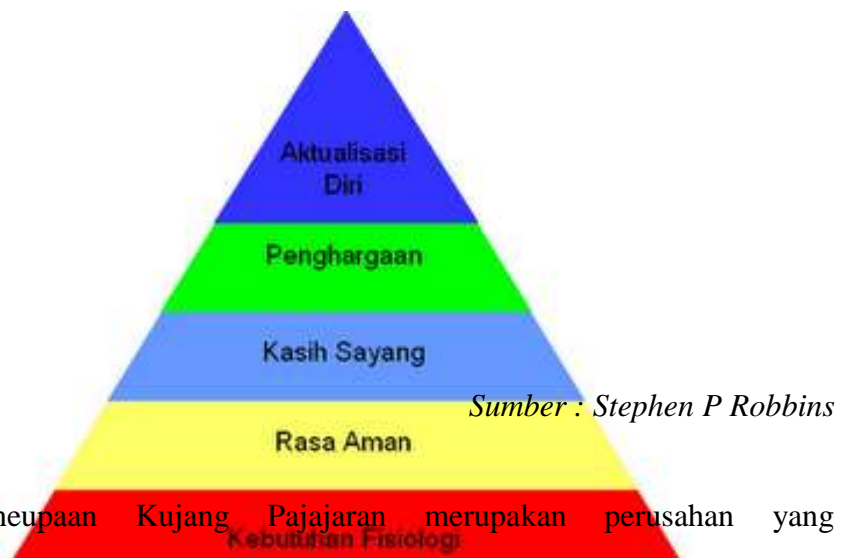 Aktualisasi
Diri
Penghargaan
Kasih Sayang
Sumber : Stephen P Robbins
Rasa Aman
neupaan Kujang Pajajaran merupakan perusahan yang
Kebutuhan Fisiologi